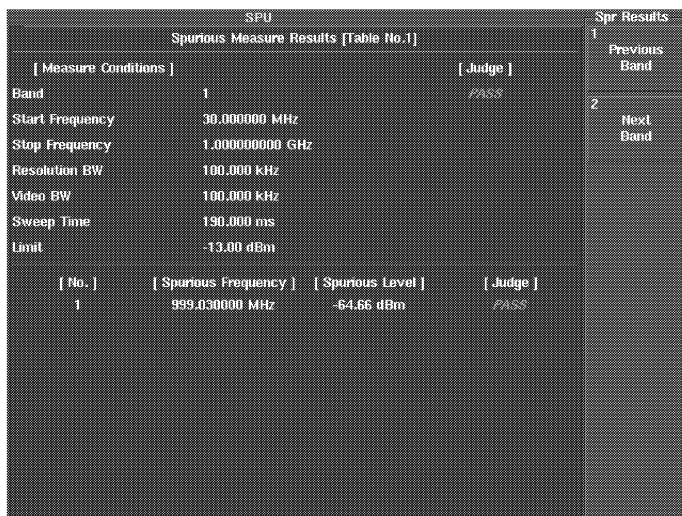 SPU
Spurious Measure Results [Table No.1]
[ Measure Conditions ] [ Judge ]
Band 1 PASS
Start Frequency 30.000000 MHz
Stop Frequency 1.000000000 GHz
Resolution BW 100.000 kHz
Video BW 100.000 kHz
Sweep Time 190.000 ms
Limit -13.00 dBm
[ No. ] [ Spurious Frequency ] [ Spurious Level ] [ Judge ]
1 999.030000 MHz -64.66 dBm PASS
Spr Results
1
Previous
Band
2
Next
Band